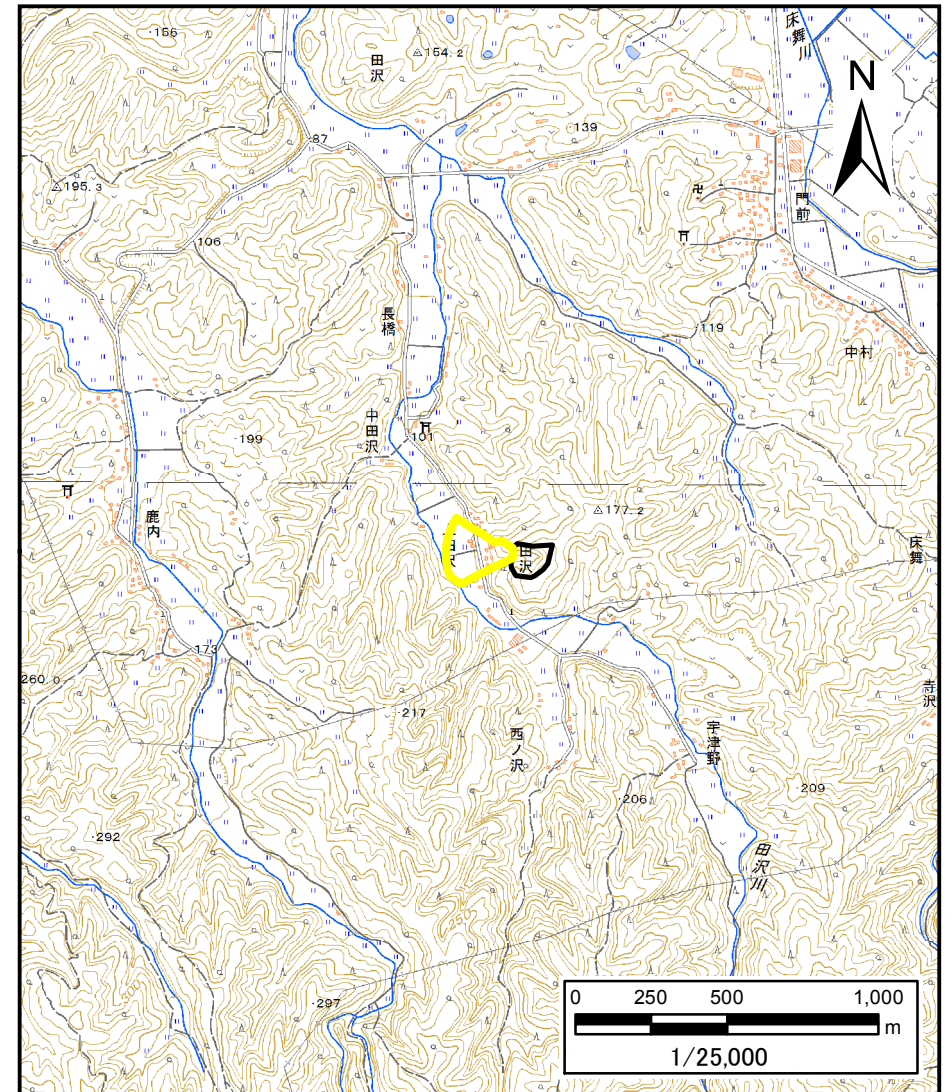 ·156
田沢
△154.2
床舞川
N
·139
·87
△195.3
卍
門前
106
·119
長橋
中村
中田沢
101
·199
鹿内
△177.2
床舞
田沢
田沢
173
260.0
·217
寺沢
西ノ沢
宇津野
·206
·209
·292
田沢川
·297
0 250 500 1,000
m
1/25,000